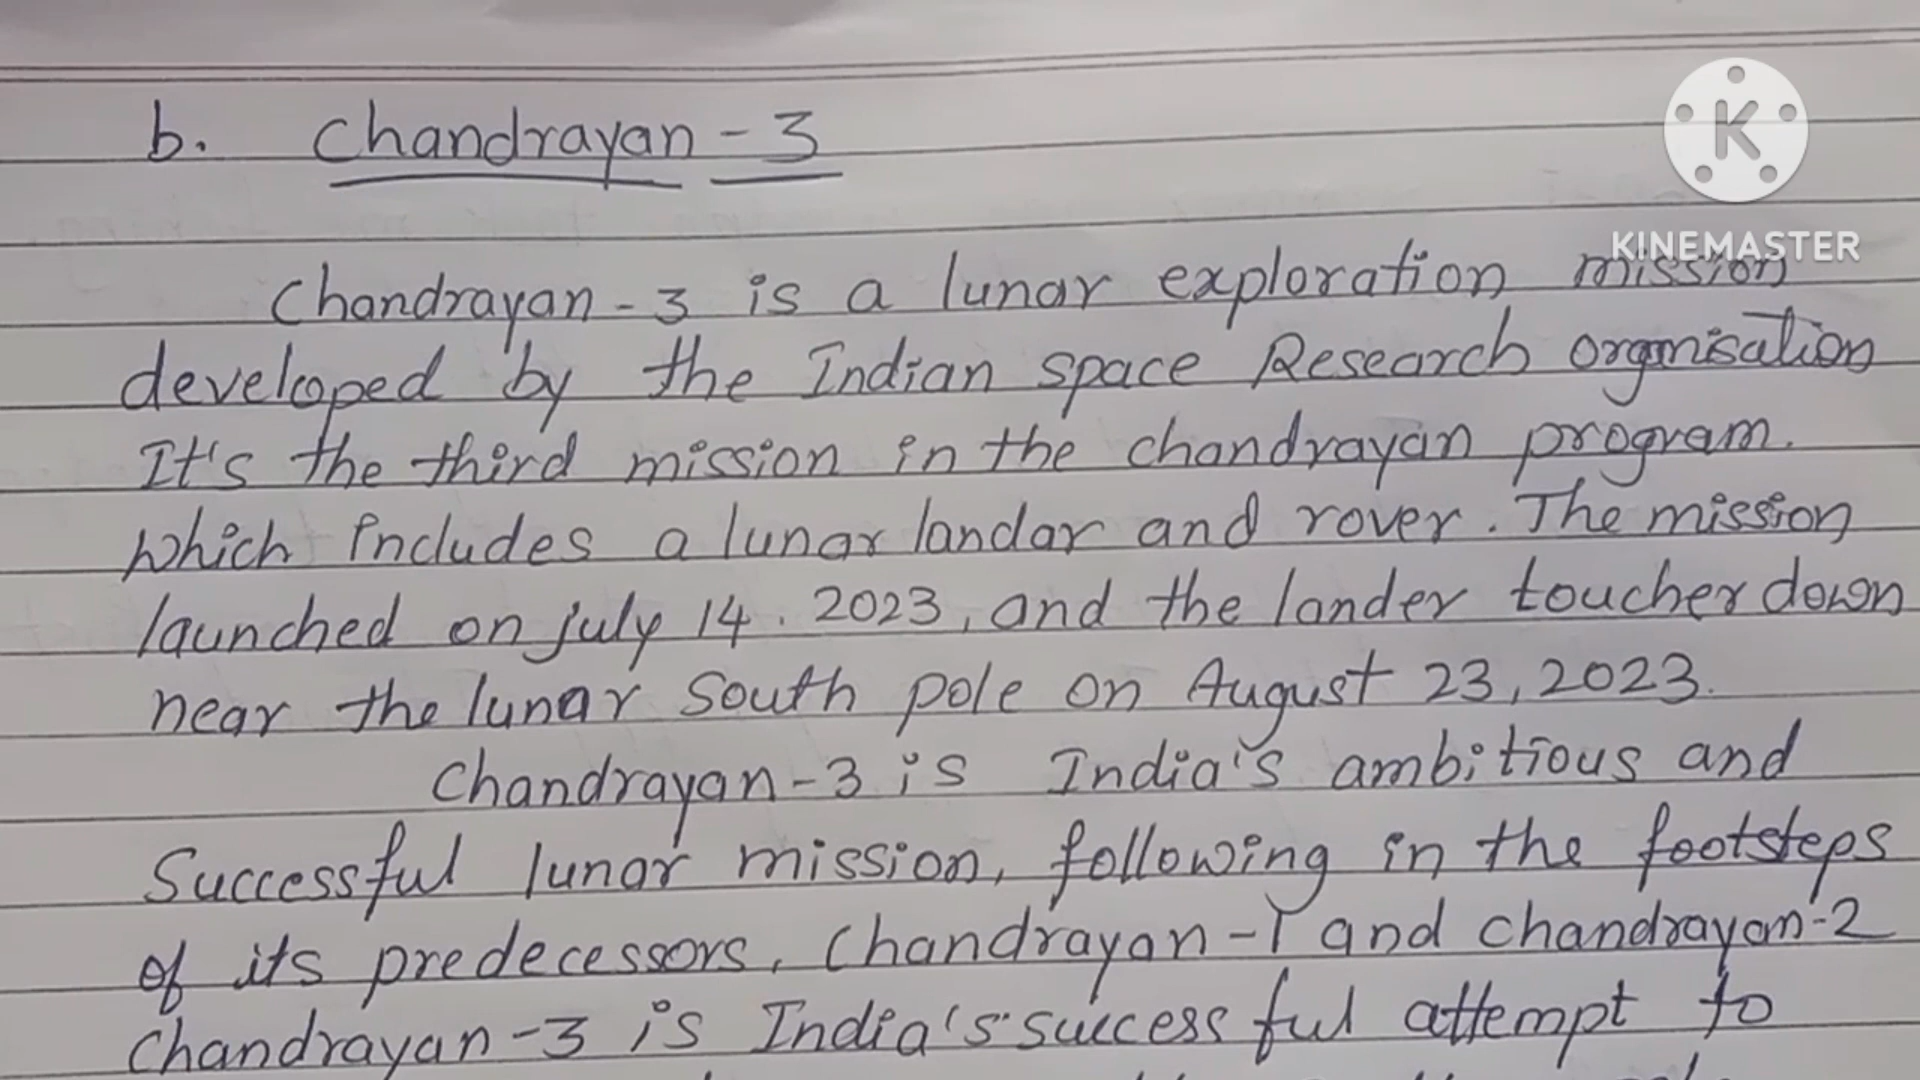 b. Chandrayan - 3
KINEMASTER
Chandrayan - 3 is a lunar exploration mission
developed by the Indian space Research organisation
It's the third mission in the chandrayan program.
which includes a lunar landar and rover. The mission
launched on july 14. 2023, and the lander toucher down
near the lunar South pole on August 23, 2023.
Chandrayan-3 is India's ambitious and
Successful lunar mission, following in the footsteps
of its predecessors, Chandrayan-1 and chandrayan-2
Chandrayan-3 is India's successful attempt to